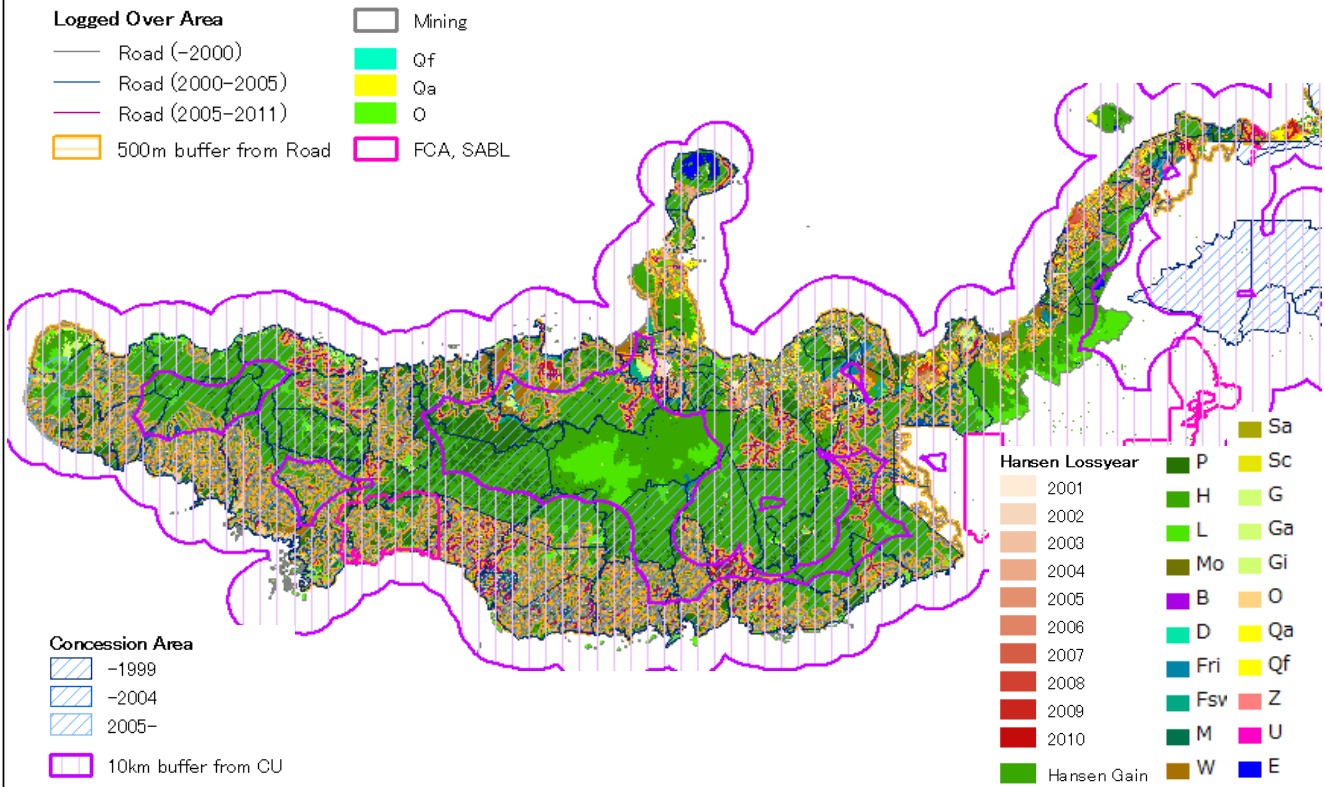 Logged Over Area
Road (-2000)
Road (2000-2005)
Road (2005-2011)
500m buffer from Road
Mining
Qf
Qa
O
FCA, SABL
Concession Area
-1999
-2004
2005-
10km buffer from CU
Hansen Lossyear
2001
2002
2003
2004
2005
2006
2007
2008
2009
2010
Hansen Gain
P
H
L
Mo
B
D
Fri
Fsw
M
W
Sa
Sc
G
Ga
Gi
O
Qa
Qf
Z
U
E